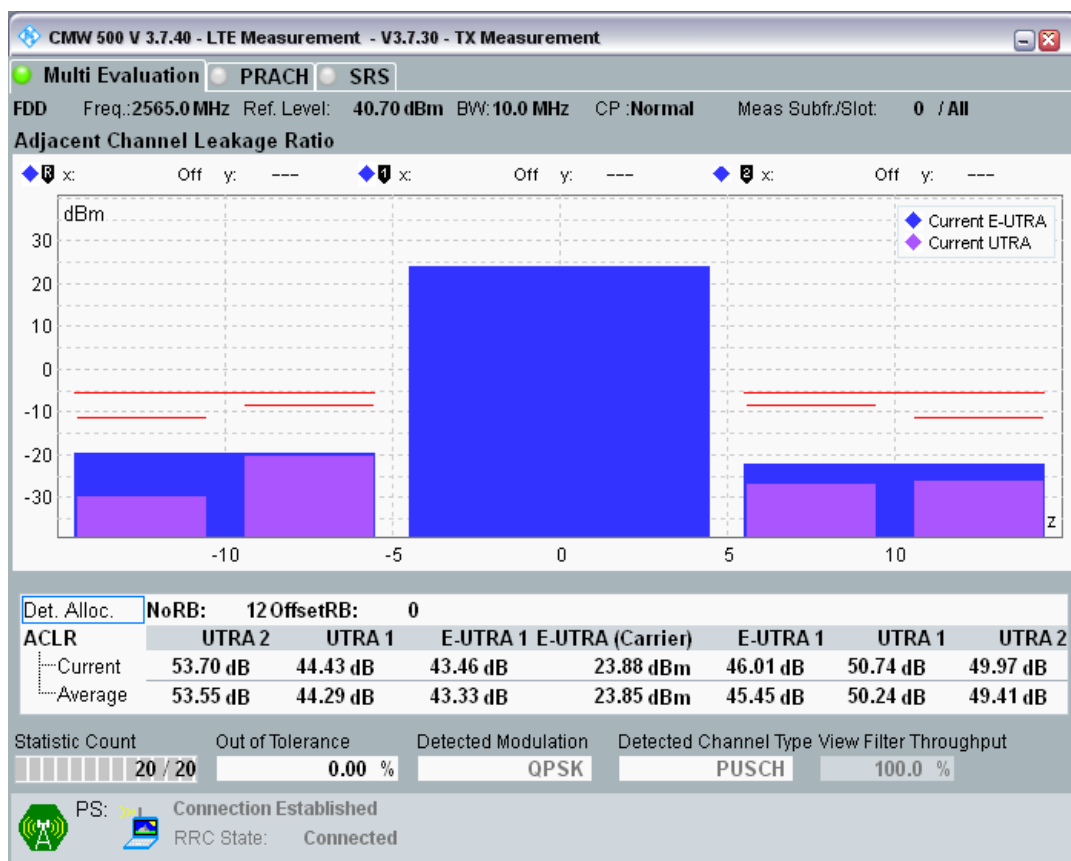 CMW 500 V 3.7.40 - LTE Measurement - V3.7.30 - TX Measurement
Multi Evaluation PRACH SRS
FDD Freq.:2565.0 MHz Ref. Level: 40.70 dBm BW: 10.0 MHz CP :Normal Meas Subfr./Slot: 0 / All
Adjacent Channel Leakage Ratio
R x: Off y: --- 1 x: Off y: --- 2 x: Off y: ---
dBm
Current E-UTRA
Current UTRA
30
20
10
0
-10
-20
-30
z
-10 -5 0 5 10
Det. Alloc. NoRB: 12 OffsetRB: 0
ACLR UTRA 2 UTRA 1 E-UTRA 1 E-UTRA (Carrier) E-UTRA 1 UTRA 1 UTRA 2
Current 53.70 dB 44.43 dB 43.46 dB 23.88 dBm 46.01 dB 50.74 dB 49.97 dB
Average 53.55 dB 44.29 dB 43.33 dB 23.85 dBm 45.45 dB 50.24 dB 49.41 dB
Statistic Count Out of Tolerance Detected Modulation Detected Channel Type View Filter Throughput
20 / 20 0.00 % QPSK PUSCH 100.0 %
PS: Connection Established
RRC State: Connected